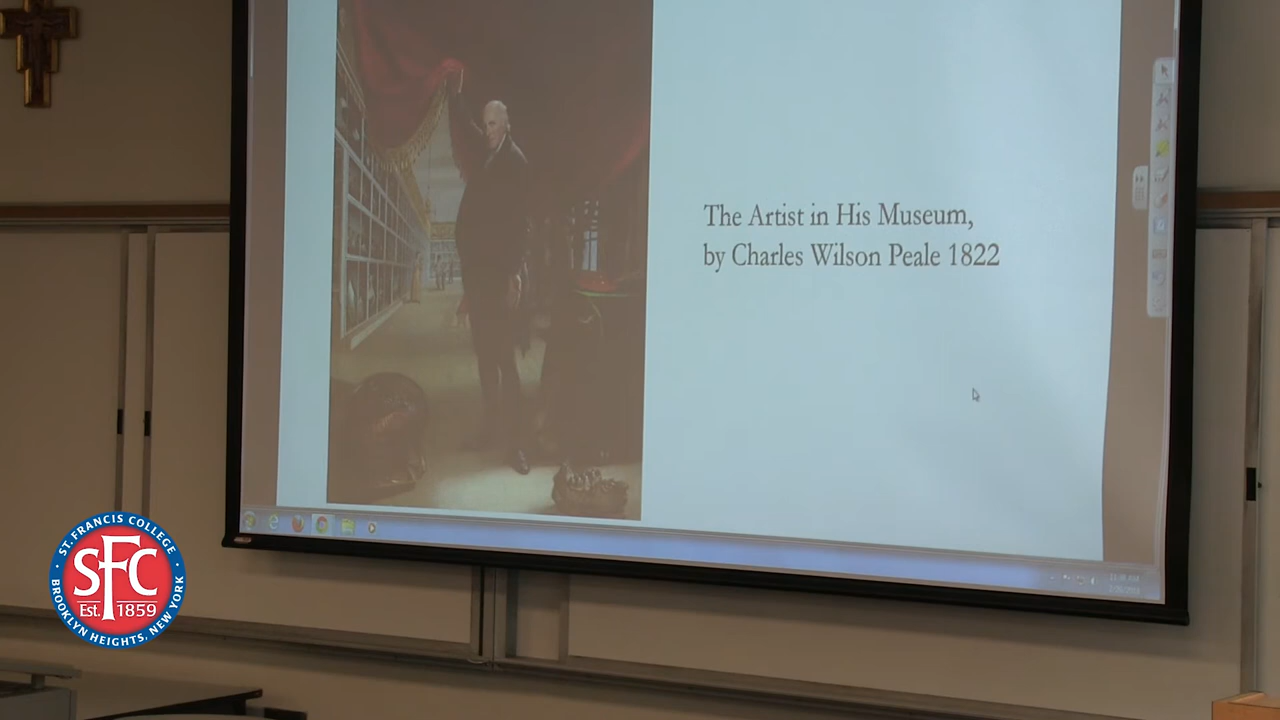 The Artist in His Museum,
by Charles Wilson Peale 1822
ST. FRANCIS COLLEGE
SFC
Est. 1859
BROOKLYN HEIGHTS, NEW YORK